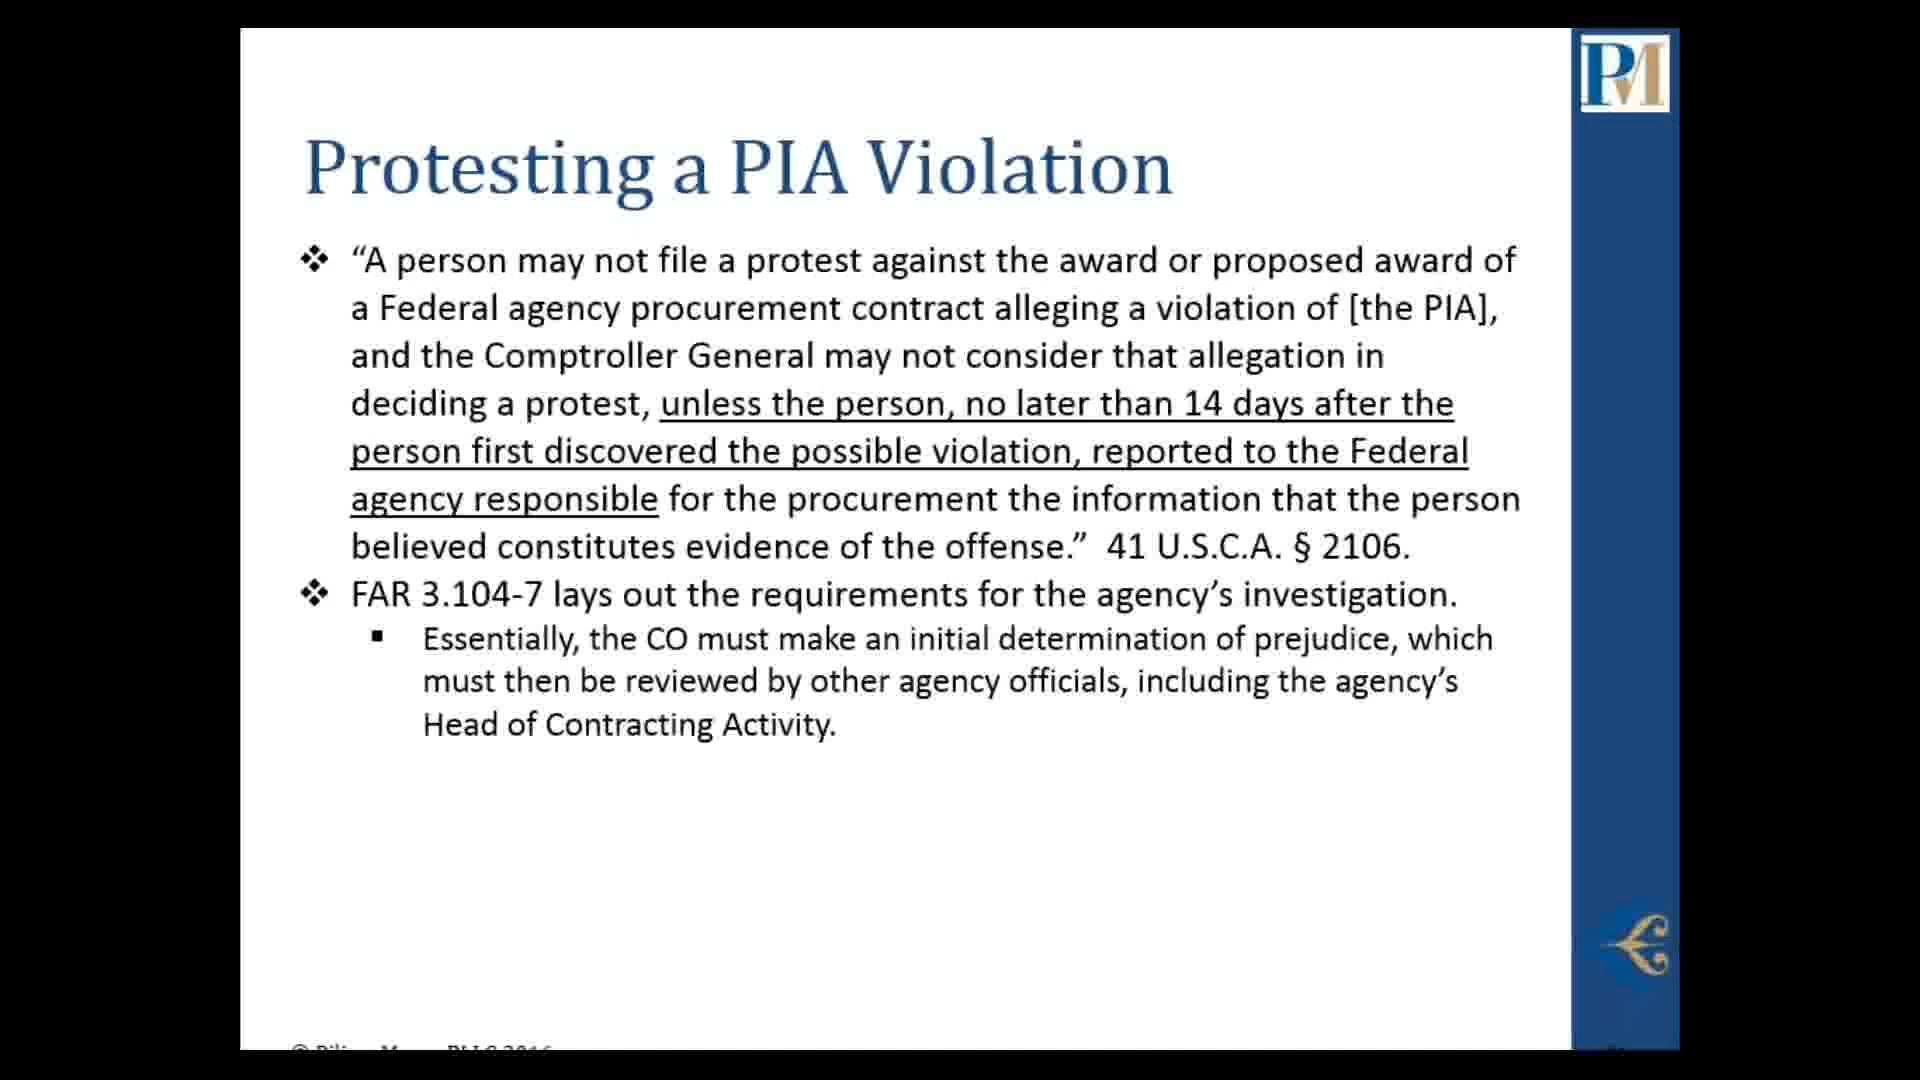 PM
Protesting a PIA Violation
❖ “A person may not file a protest against the award or proposed award of
a Federal agency procurement contract alleging a violation of [the PIA],
and the Comptroller General may not consider that allegation in
deciding a protest, unless the person, no later than 14 days after the
person first discovered the possible violation, reported to the Federal
agency responsible for the procurement the information that the person
believed constitutes evidence of the offense.” 41 U.S.C.A. § 2106.
❖ FAR 3.104-7 lays out the requirements for the agency’s investigation.
▪ Essentially, the CO must make an initial determination of prejudice, which
must then be reviewed by other agency officials, including the agency’s
Head of Contracting Activity.